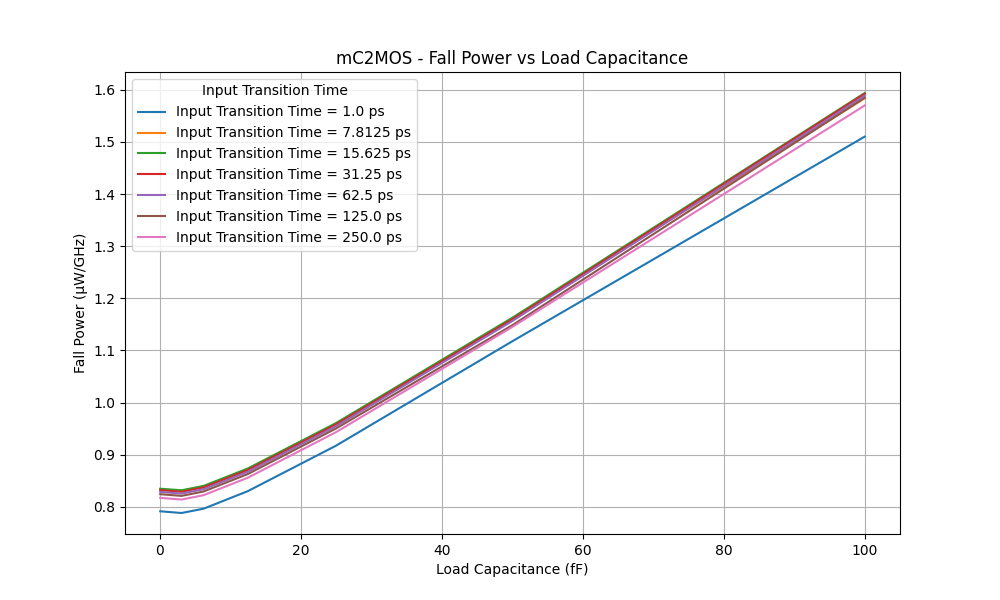 mC2MOS - Fall Power vs Load Capacitance
Input Transition Time
Input Transition Time = 1.0 ps
Input Transition Time = 7.8125 ps
Input Transition Time = 15.625 ps
Input Transition Time = 31.25 ps
Input Transition Time = 62.5 ps
Input Transition Time = 125.0 ps
Input Transition Time = 250.0 ps
Fall Power (μW/GHz)
1.6
1.5
1.4
1.3
1.2
1.1
1.0
0.9
0.8
0 20 40 60 80 100
Load Capacitance (fF)